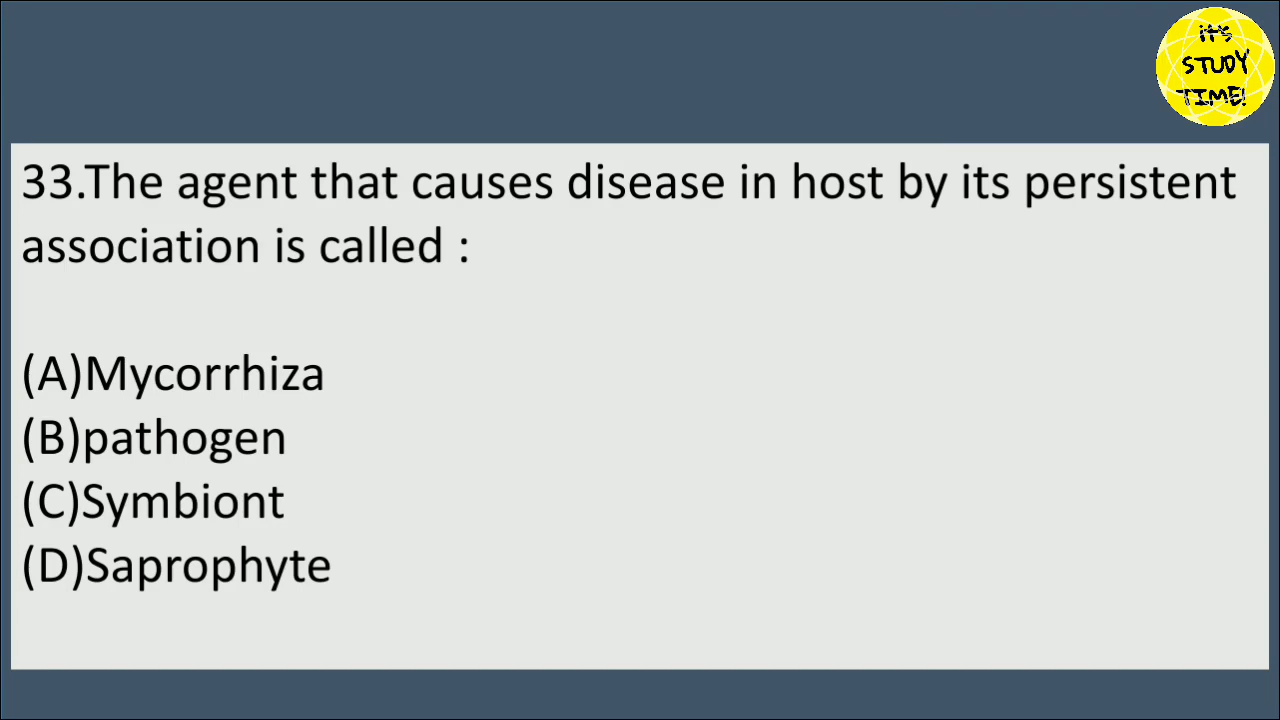 iT'S
STUDY
TIME!
33.The agent that causes disease in host by its persistent
association is called :
(A)Mycorrhiza
(B)pathogen
(C)Symbiont
(D)Saprophyte